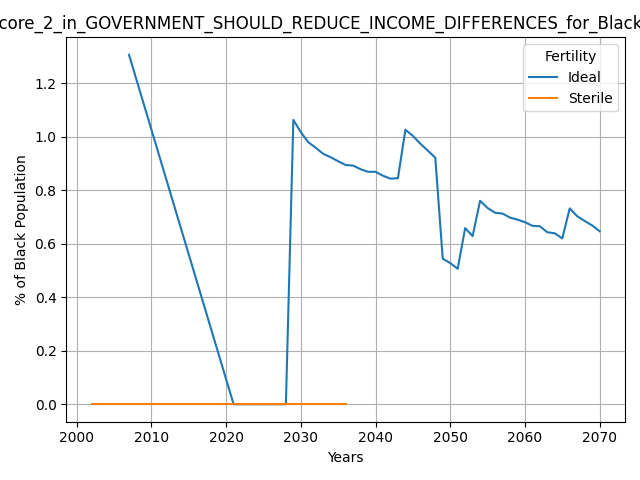 core_2_in_GOVERNMENT_SHOULD_REDUCE_INCOME_DIFFERENCES_for_Black
Fertility
Ideal
Sterile
% of Black Population
1.2
1.0
0.8
0.6
0.4
0.2
0.0
2000 2010 2020 2030 2040 2050 2060 2070
Years